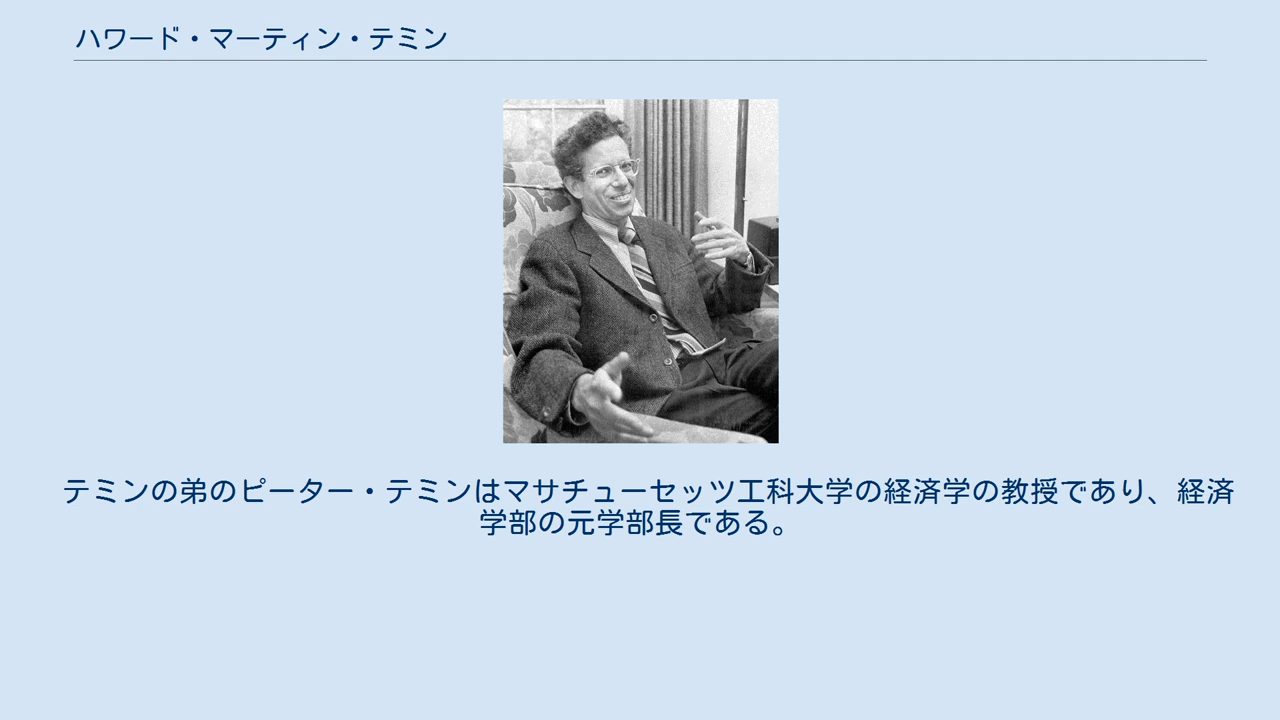 ハワード・マーティン・テミン
テミンの弟のピーター・テミンはマサチューセッツ工科大学の経済学の教授であり、経済
学部の元学部長である。